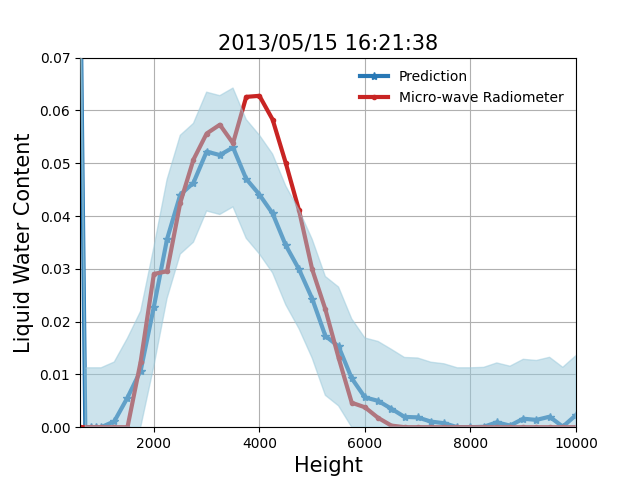 2013/05/15 16:21:38
0.07
0.06
0.05
0.04
0.03
0.02
0.01
0.00
Liquid Water Content
Prediction
Micro-wave Radiometer
2000 4000 6000 8000 10000
Height